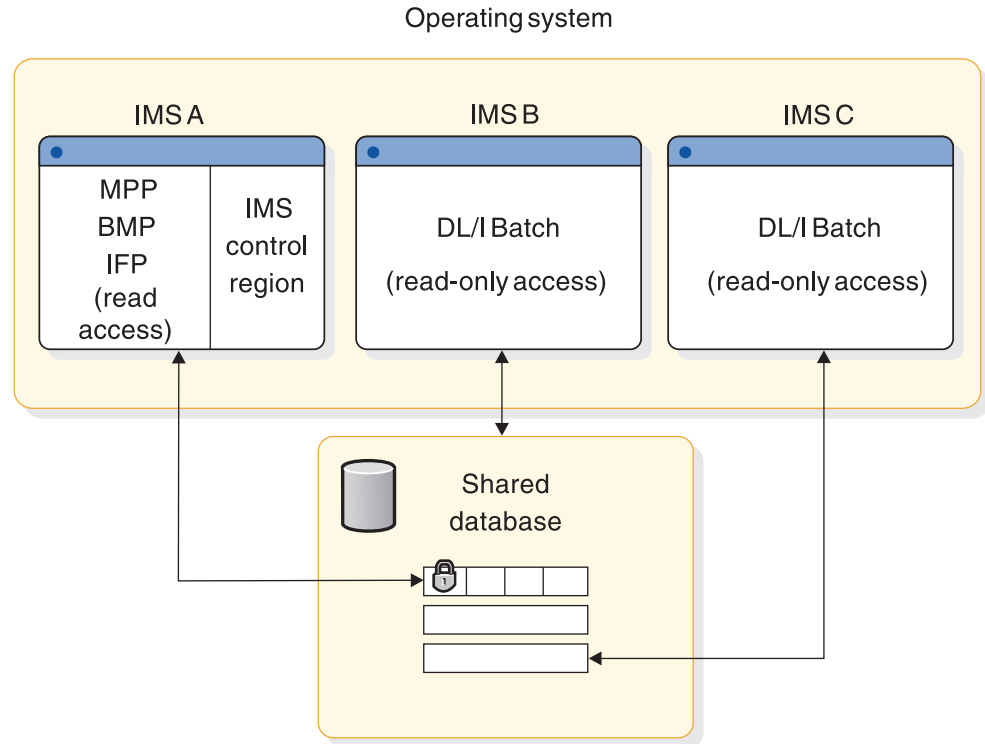 Operating system
IMS A
IMS B
IMS C
MPP
BMP
IFP
(read
access)
IMS
control
region
DL/I Batch
(read-only access)
DL/I Batch
(read-only access)
Shared
database